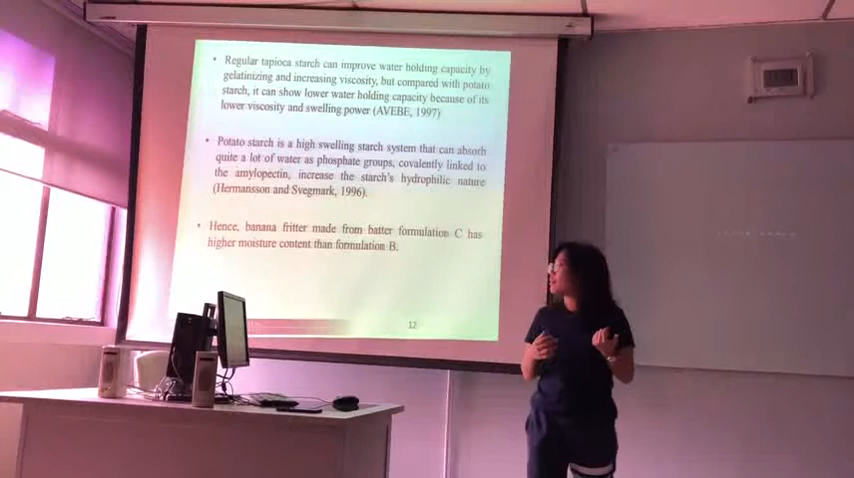 • Regular tapioca starch can improve water holding capacity by
gelatinizing and increasing viscosity, but compared with potato
starch, it can show lower water holding capacity because of its
lower viscosity and swelling power (AVEBE, 1997)
• Potato starch is a high swelling starch system that can absorb
quite a lot of water as phosphate groups, covalently linked to
the amylopectin, increase the starch's hydrophilic nature
(Hermansson and Svegmark, 1996).
• Hence, banana fritter made from batter formulation C has
higher moisture content than formulation B.
12